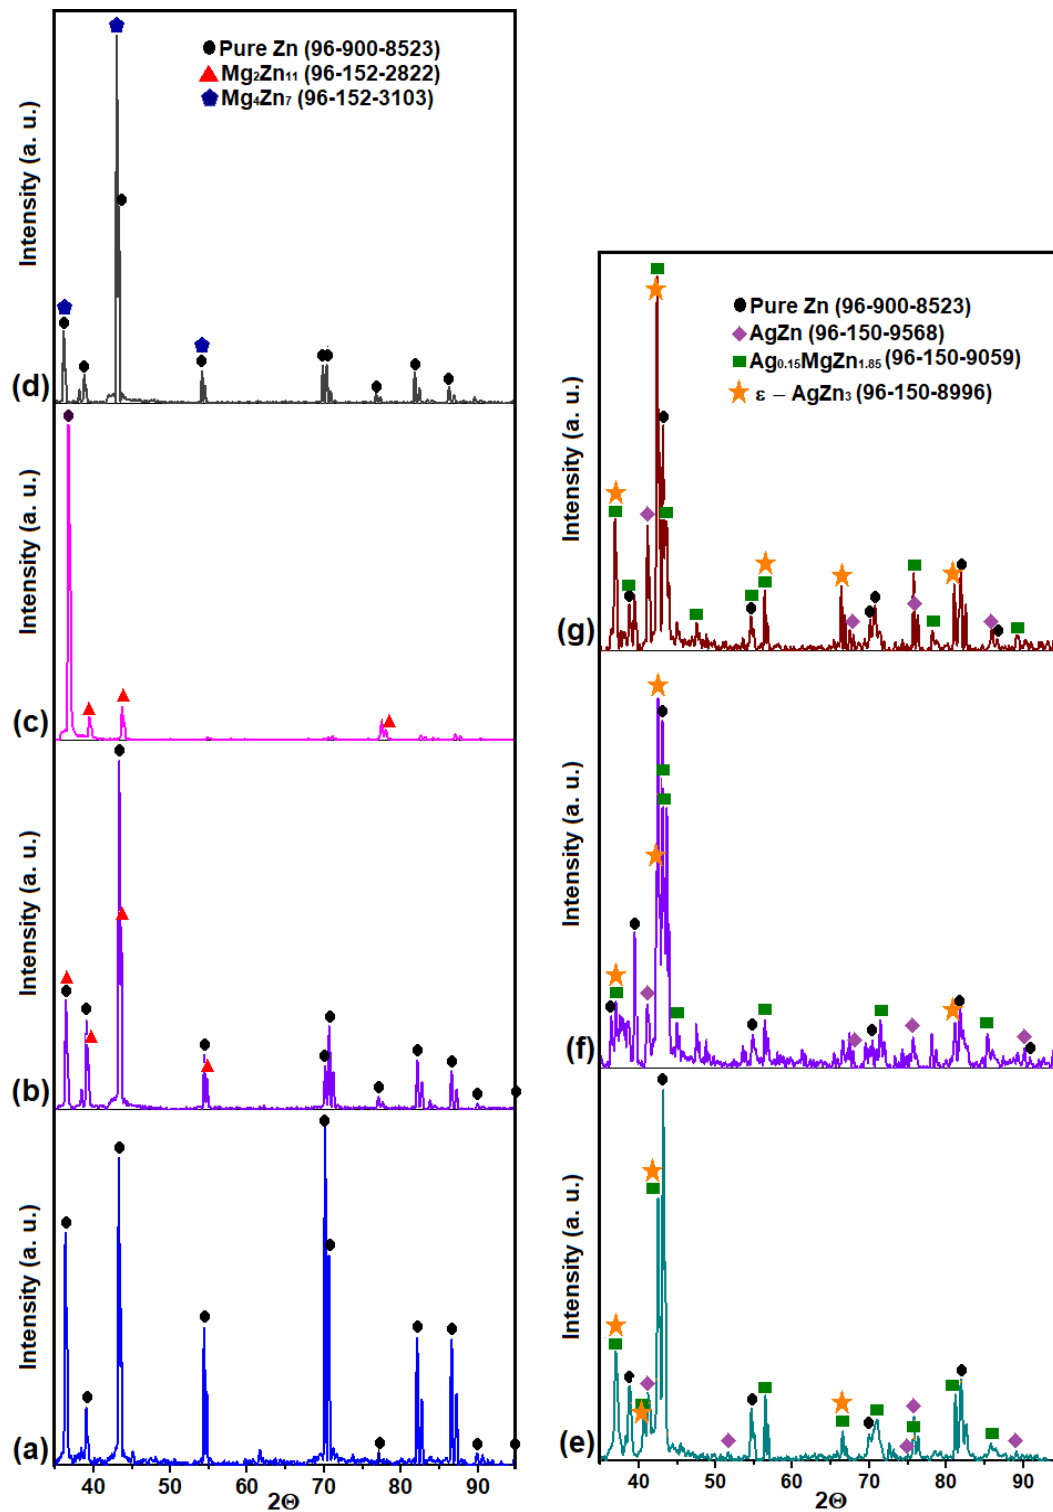 Pure Zn (96-900-8523)
Mg₂Zn₁₁ (96-152-2822)
Mg₄Zn₇ (96-152-3103)
Intensity (a. u.)
(d)
Intensity (a. u.)
(c)
Intensity (a. u.)
(b)
Intensity (a. u.)
(a)
40 50 60 70 80 90
2Θ
Pure Zn (96-900-8523)
AgZn (96-150-9568)
Ag₀.₁₅MgZn₁.₈₅ (96-150-9059)
ε – AgZn₃ (96-150-8996)
Intensity (a. u.)
(g)
Intensity (a. u.)
(f)
Intensity (a. u.)
(e)
40 50 60 70 80 90
2Θ